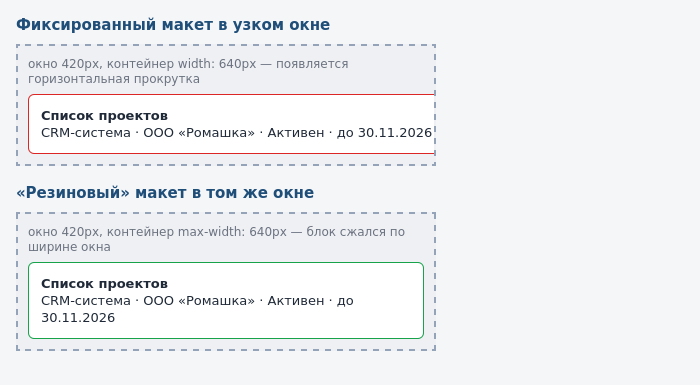 Фиксированный макет в узком окне
окно 420px, контейнер width: 640px — появляется
горизонтальная прокрутка
Список проектов
CRM-система · ООО «Ромашка» · Активен · до 30.11.2026
«Резиновый» макет в том же окне
окно 420px, контейнер max-width: 640px — блок сжался по
ширине окна
Список проектов
CRM-система · ООО «Ромашка» · Активен · до
30.11.2026